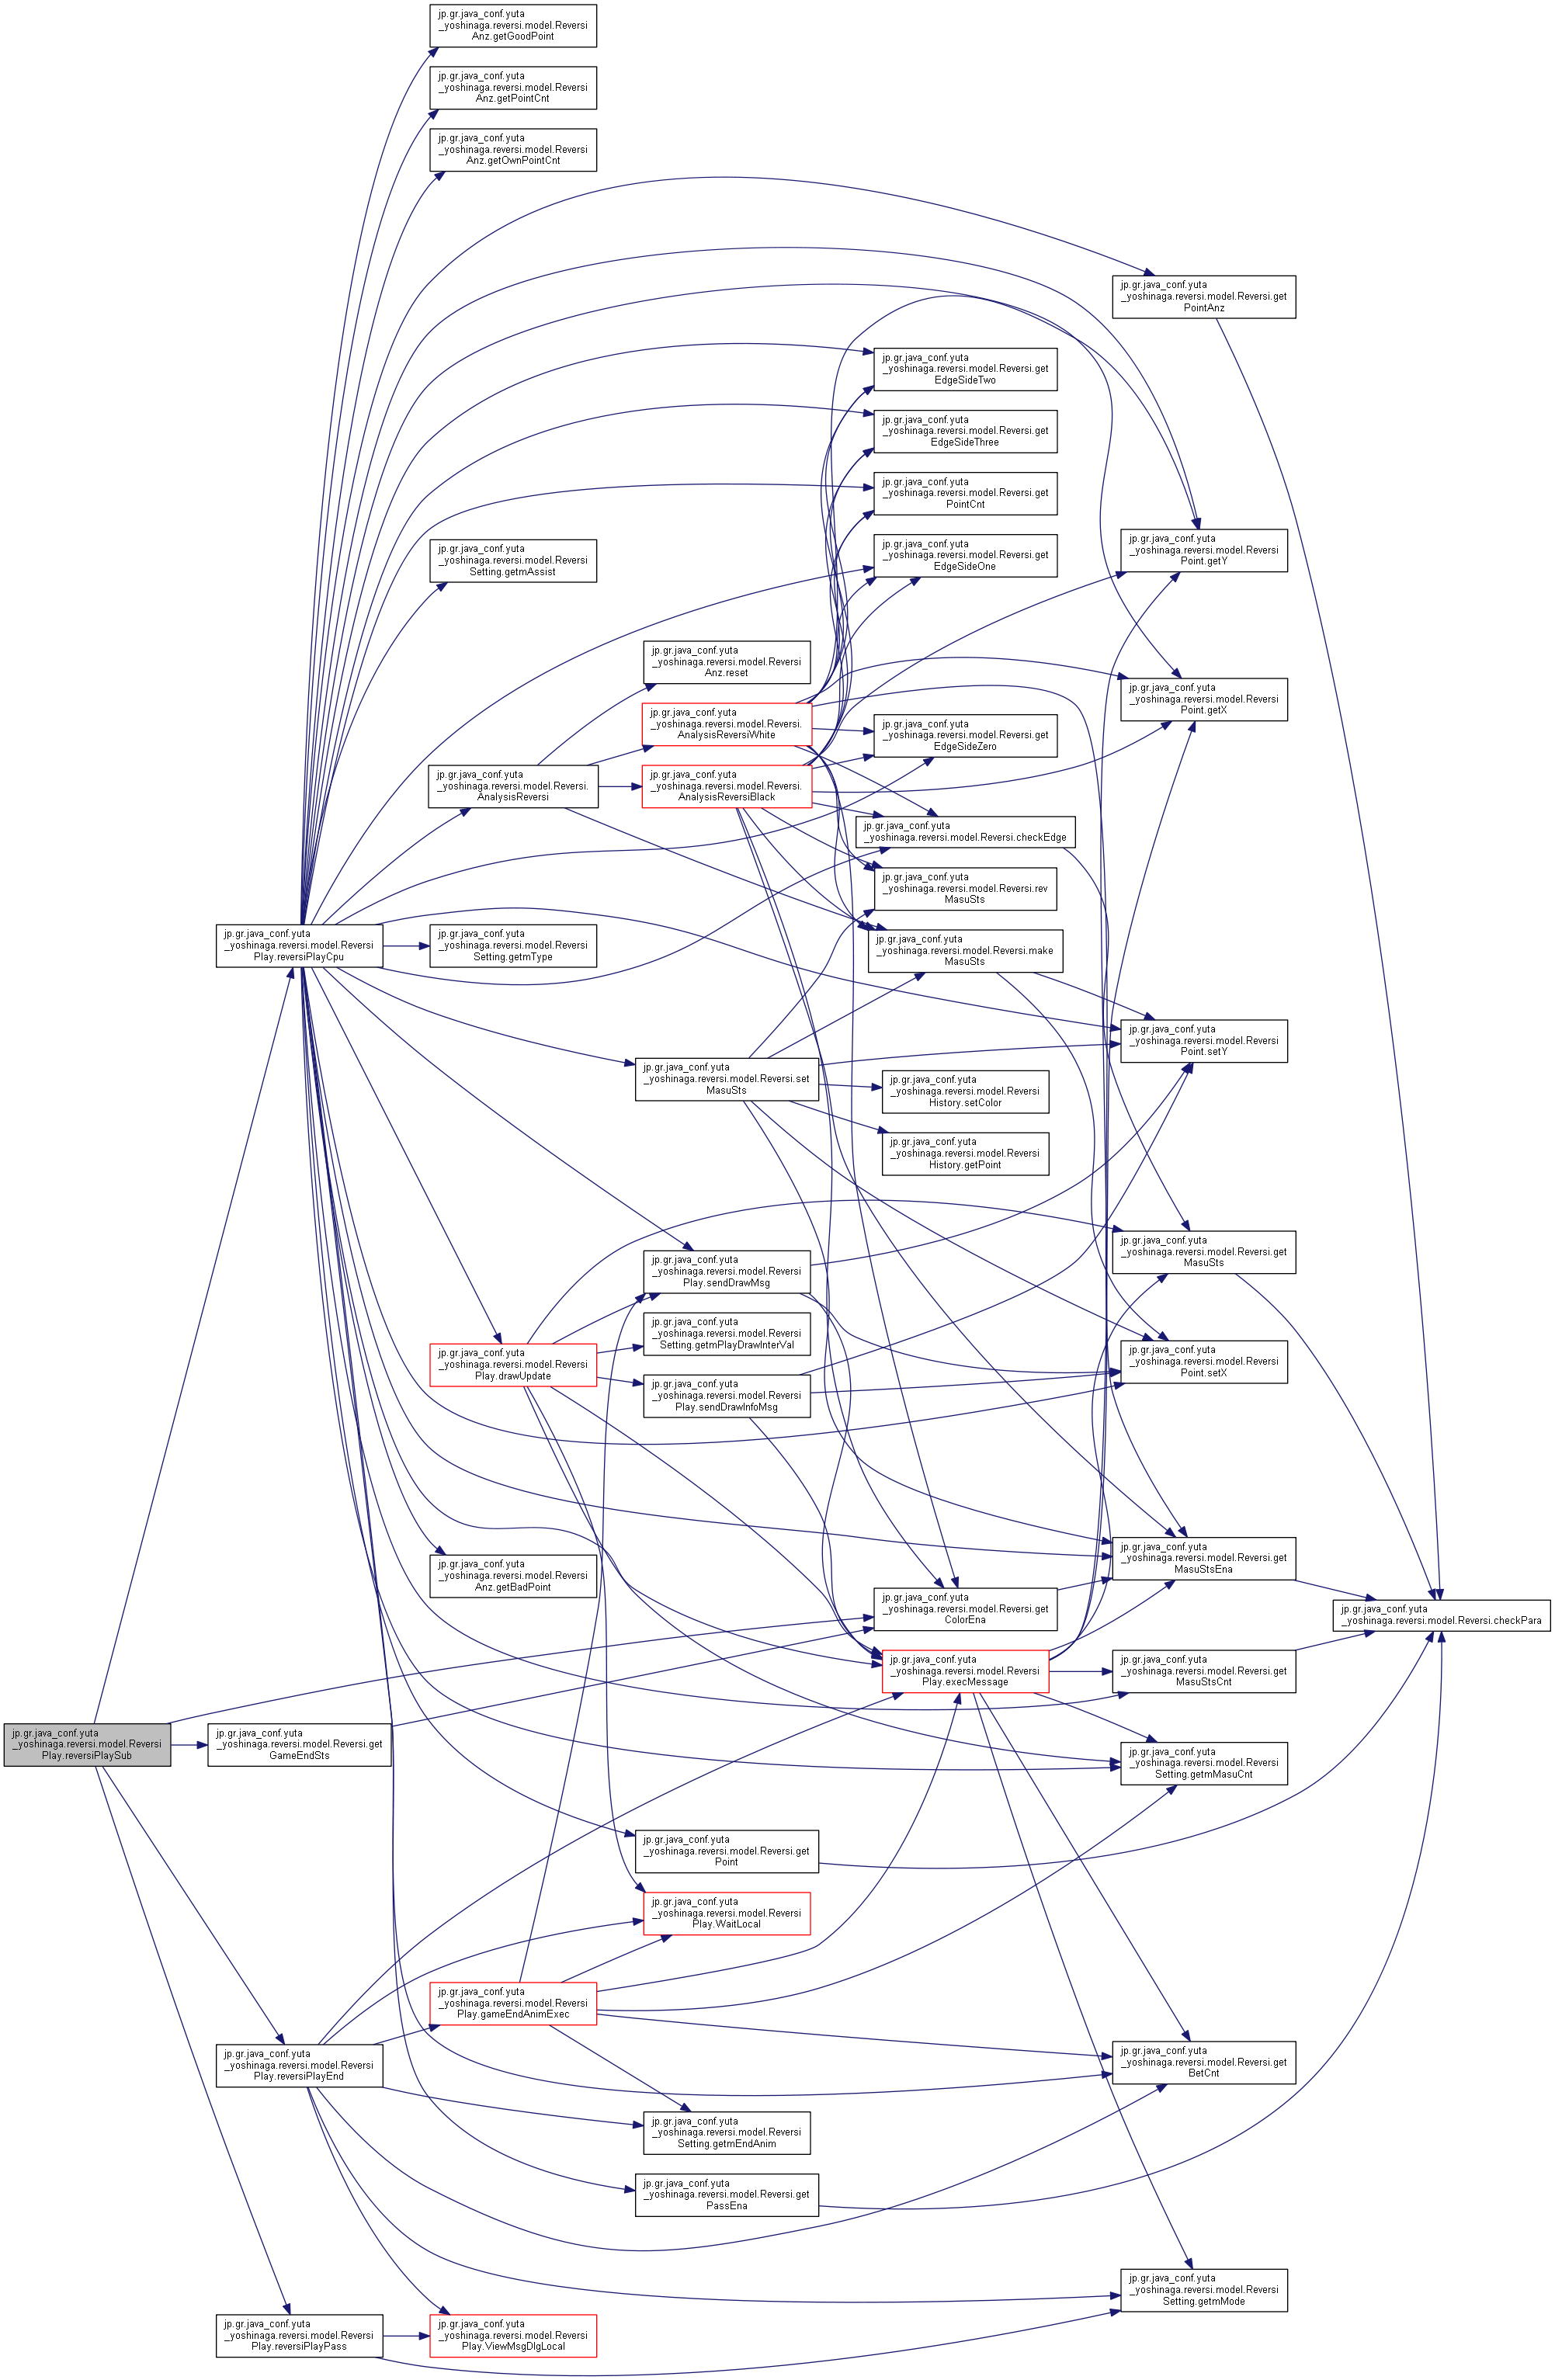 jp.gr.java_conf.yuta
_yoshinaga.reversi.model.Reversi
Anz.getGoodPoint
jp.gr.java_conf.yuta
_yoshinaga.reversi.model.Reversi
Anz.getPointCnt
jp.gr.java_conf.yuta
_yoshinaga.reversi.model.Reversi
Anz.getOwnPointCnt
jp.gr.java_conf.yuta
_yoshinaga.reversi.model.Reversi.get
PointAnz
jp.gr.java_conf.yuta
_yoshinaga.reversi.model.Reversi.get
EdgeSideTwo
jp.gr.java_conf.yuta
_yoshinaga.reversi.model.Reversi.get
EdgeSideThree
jp.gr.java_conf.yuta
_yoshinaga.reversi.model.Reversi.get
PointCnt
jp.gr.java_conf.yuta
_yoshinaga.reversi.model.Reversi
Point.getY
jp.gr.java_conf.yuta
_yoshinaga.reversi.model.Reversi.get
EdgeSideOne
jp.gr.java_conf.yuta
_yoshinaga.reversi.model.Reversi
Setting.getmAssist
jp.gr.java_conf.yuta
_yoshinaga.reversi.model.Reversi
Anz.reset
jp.gr.java_conf.yuta
_yoshinaga.reversi.model.Reversi
Point.getX
jp.gr.java_conf.yuta
_yoshinaga.reversi.model.Reversi.
AnalysisReversiWhite
jp.gr.java_conf.yuta
_yoshinaga.reversi.model.Reversi.get
EdgeSideZero
jp.gr.java_conf.yuta
_yoshinaga.reversi.model.Reversi.
AnalysisReversi
jp.gr.java_conf.yuta
_yoshinaga.reversi.model.Reversi.
AnalysisReversiBlack
jp.gr.java_conf.yuta
_yoshinaga.reversi.model.Reversi.checkEdge
jp.gr.java_conf.yuta
_yoshinaga.reversi.model.Reversi.rev
MasuSts
jp.gr.java_conf.yuta
_yoshinaga.reversi.model.Reversi
Play.reversiPlayCpu
jp.gr.java_conf.yuta
_yoshinaga.reversi.model.Reversi
Setting.getmType
jp.gr.java_conf.yuta
_yoshinaga.reversi.model.Reversi.make
MasuSts
jp.gr.java_conf.yuta
_yoshinaga.reversi.model.Reversi
Point.setY
jp.gr.java_conf.yuta
_yoshinaga.reversi.model.Reversi.set
MasuSts
jp.gr.java_conf.yuta
_yoshinaga.reversi.model.Reversi
History.setColor
jp.gr.java_conf.yuta
_yoshinaga.reversi.model.Reversi
History.getPoint
jp.gr.java_conf.yuta
_yoshinaga.reversi.model.Reversi.get
MasuSts
jp.gr.java_conf.yuta
_yoshinaga.reversi.model.Reversi
Play.sendDrawMsg
jp.gr.java_conf.yuta
_yoshinaga.reversi.model.Reversi
Setting.getmPlayDrawInterVal
jp.gr.java_conf.yuta
_yoshinaga.reversi.model.Reversi
Play.drawUpdate
jp.gr.java_conf.yuta
_yoshinaga.reversi.model.Reversi
Point.setX
jp.gr.java_conf.yuta
_yoshinaga.reversi.model.Reversi
Play.sendDrawInfoMsg
jp.gr.java_conf.yuta
_yoshinaga.reversi.model.Reversi.get
MasuStsEna
jp.gr.java_conf.yuta
_yoshinaga.reversi.model.Reversi
Anz.getBadPoint
jp.gr.java_conf.yuta
_yoshinaga.reversi.model.Reversi.get
ColorEna
jp.gr.java_conf.yuta
_yoshinaga.reversi.model.Reversi.checkPara
jp.gr.java_conf.yuta
_yoshinaga.reversi.model.Reversi
Play.execMessage
jp.gr.java_conf.yuta
_yoshinaga.reversi.model.Reversi.get
MasuStsCnt
jp.gr.java_conf.yuta
_yoshinaga.reversi.model.Reversi
Play.reversiPlaySub
jp.gr.java_conf.yuta
_yoshinaga.reversi.model.Reversi.get
GameEndSts
jp.gr.java_conf.yuta
_yoshinaga.reversi.model.Reversi
Setting.getmMasuCnt
jp.gr.java_conf.yuta
_yoshinaga.reversi.model.Reversi.get
Point
jp.gr.java_conf.yuta
_yoshinaga.reversi.model.Reversi
Play.WaitLocal
jp.gr.java_conf.yuta
_yoshinaga.reversi.model.Reversi
Play.gameEndAnimExec
jp.gr.java_conf.yuta
_yoshinaga.reversi.model.Reversi
Play.reversiPlayEnd
jp.gr.java_conf.yuta
_yoshinaga.reversi.model.Reversi.get
BetCnt
jp.gr.java_conf.yuta
_yoshinaga.reversi.model.Reversi
Setting.getmEndAnim
jp.gr.java_conf.yuta
_yoshinaga.reversi.model.Reversi.get
PassEna
jp.gr.java_conf.yuta
_yoshinaga.reversi.model.Reversi
Setting.getmMode
jp.gr.java_conf.yuta
_yoshinaga.reversi.model.Reversi
Play.reversiPlayPass
jp.gr.java_conf.yuta
_yoshinaga.reversi.model.Reversi
Play.ViewMsgDlgLocal